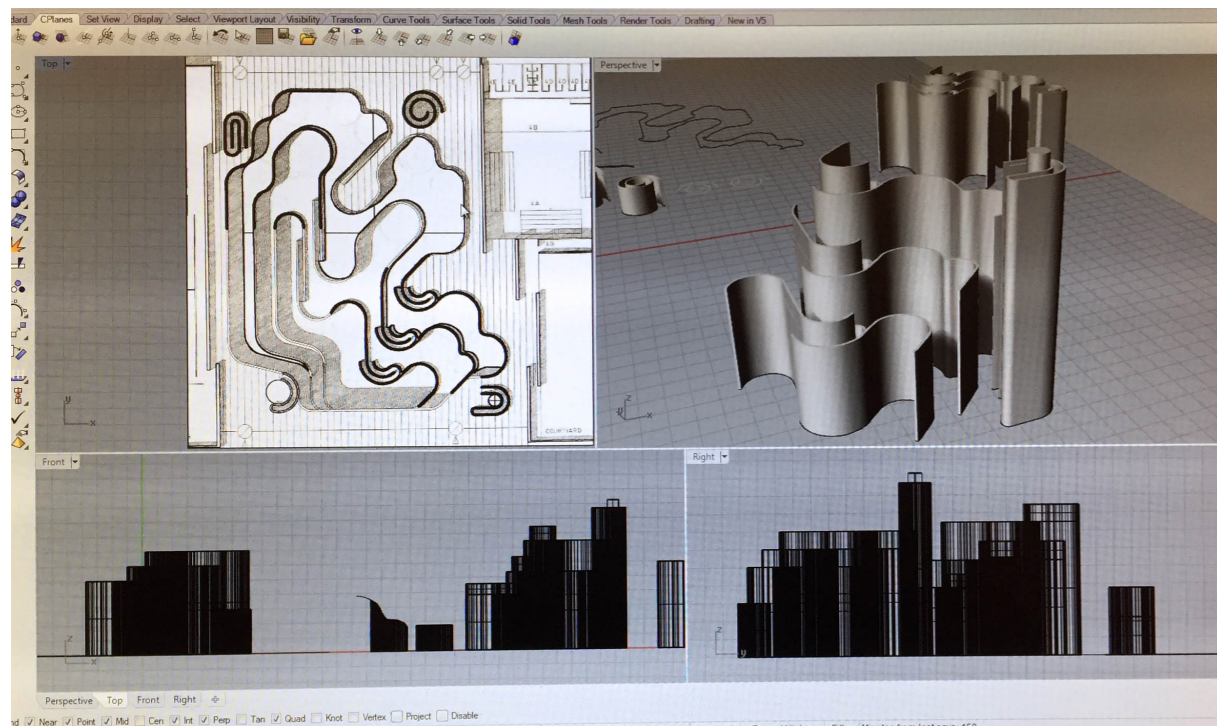 CPlanes Set View Display Select Viewport Layout Visibility Transform Curve Tools Surface Tools Solid Tools Mesh Tools Render Tools Drafting New in V5
Top
Perspective
4B
4A
COURTYARD
y
x
z
x
Front
Right
z
x
z
y
Perspective Top Front Right
Near Point Mid Cen Int Perp Tan Quad Knot Vertex Project Disable